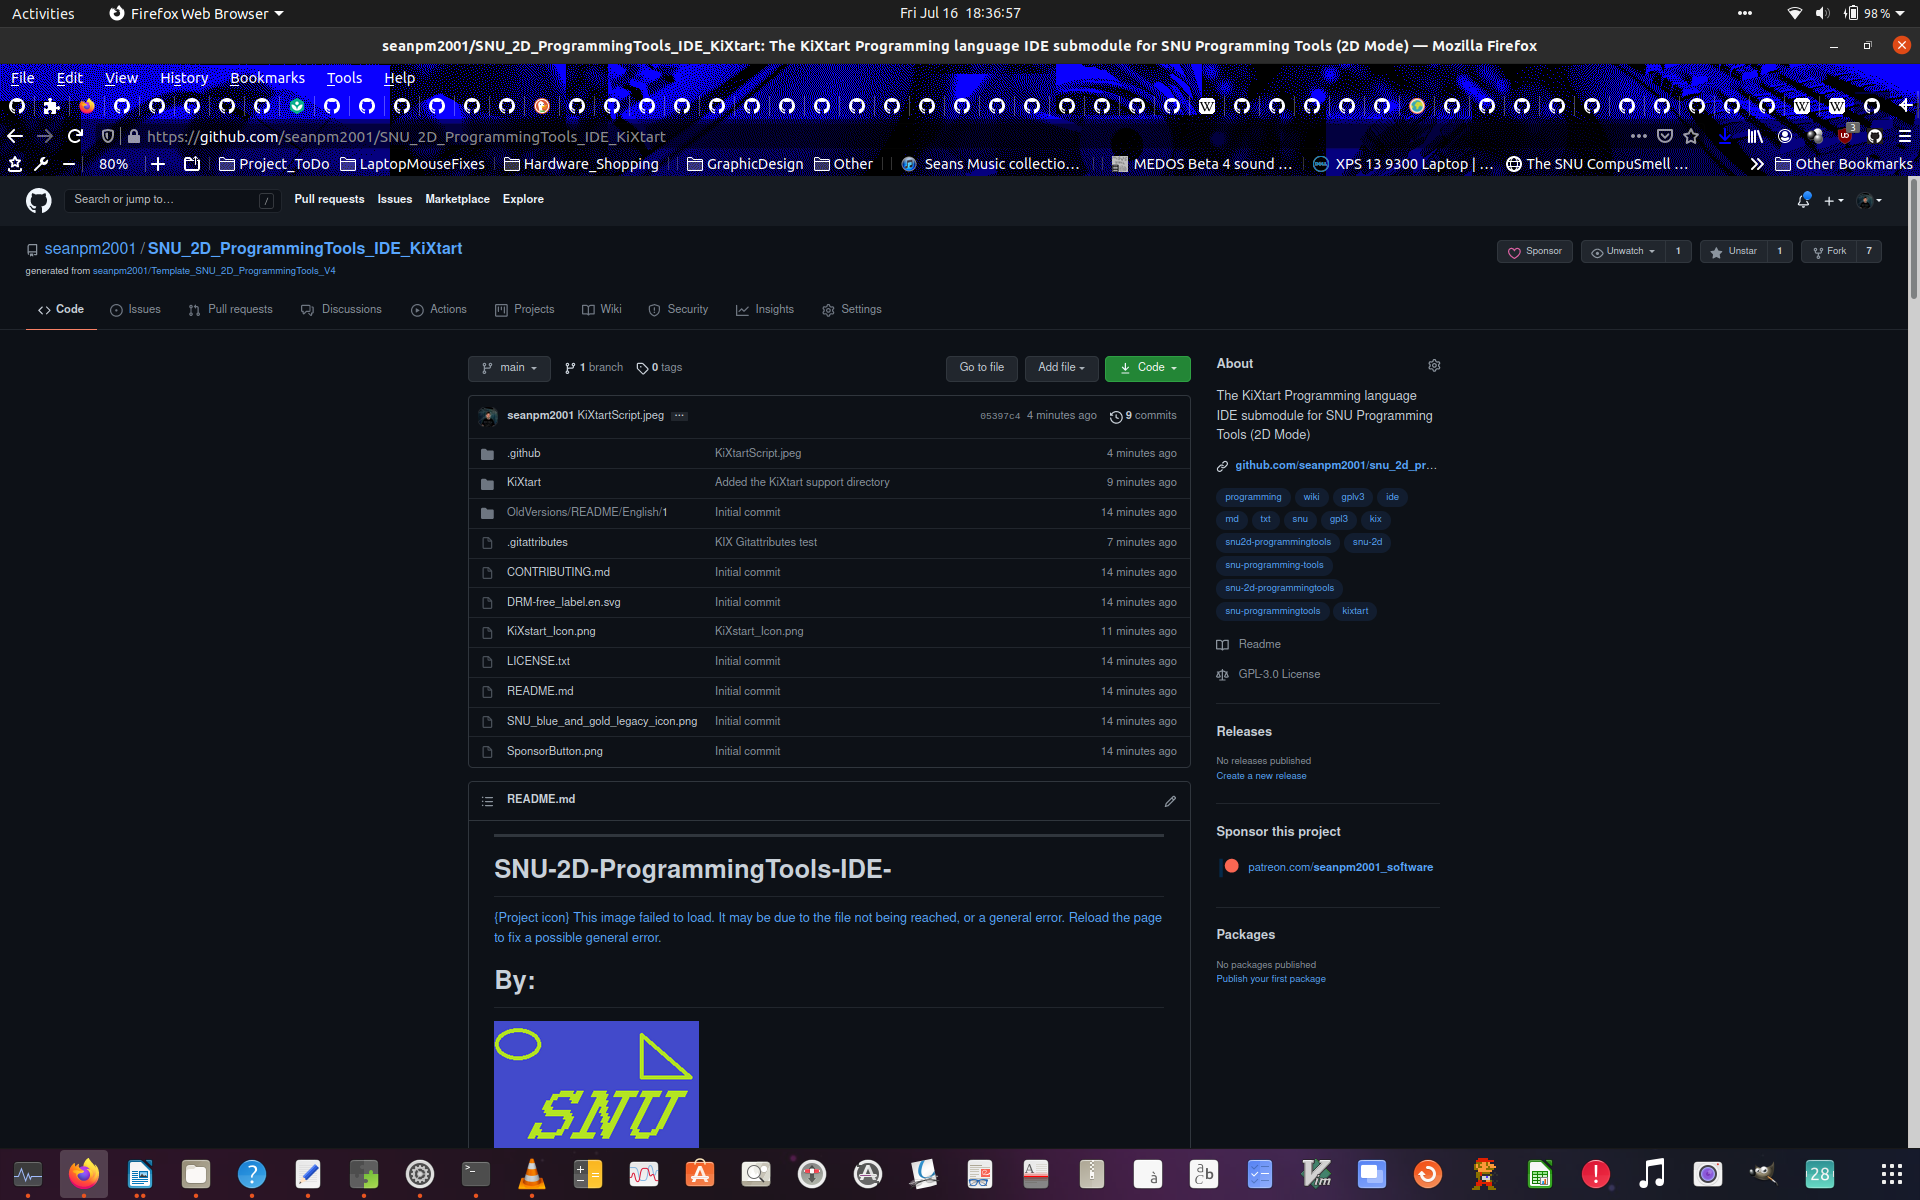 Activities Firefox Web Browser Fri Jul 16 18:36:57 98 %
seanpm2001/SNU_2D_ProgrammingTools_IDE_KiXtart: The KiXtart Programming language IDE submodule for SNU Programming Tools (2D Mode) — Mozilla Firefox
File Edit View History Bookmarks Tools Help
https://github.com/seanpm2001/SNU_2D_ProgrammingTools_IDE_KiXtart 3
80% Project_ToDo LaptopMouseFixes Hardware_Shopping GraphicDesign Other Seans Music collectio… MEDOS Beta 4 sound … XPS 13 9300 Laptop | … The SNU CompuSmell … Other Bookmarks
Search or jump to… / Pull requests Issues Marketplace Explore
seanpm2001 / SNU_2D_ProgrammingTools_IDE_KiXtart Sponsor Unwatch 1 Unstar 1 Fork 7
generated from seanpm2001/Template_SNU_2D_ProgrammingTools_V4
Code Issues Pull requests Discussions Actions Projects Wiki Security Insights Settings
main 1 branch 0 tags Go to file Add file Code
seanpm2001 KiXtartScript.jpeg ... 05397c4 4 minutes ago 9 commits
.github KiXtartScript.jpeg 4 minutes ago
KiXtart Added the KiXtart support directory 9 minutes ago
OldVersions/README/English/1 Initial commit 14 minutes ago
.gitattributes KIX Gitattributes test 7 minutes ago
CONTRIBUTING.md Initial commit 14 minutes ago
DRM-free_label.en.svg Initial commit 14 minutes ago
KiXstart_Icon.png KiXstart_Icon.png 11 minutes ago
LICENSE.txt Initial commit 14 minutes ago
README.md Initial commit 14 minutes ago
SNU_blue_and_gold_legacy_icon.png Initial commit 14 minutes ago
SponsorButton.png Initial commit 14 minutes ago
README.md
SNU-2D-ProgrammingTools-IDE-
{Project icon} This image failed to load. It may be due to the file not being reached, or a general error. Reload the page
to fix a possible general error.
By:
SNU
About
The KiXtart Programming language
IDE submodule for SNU Programming
Tools (2D Mode)
github.com/seanpm2001/snu_2d_pr…
programming wiki gplv3 ide
md txt snu gpl3 kix
snu2d-programmingtools snu-2d
snu-programming-tools
snu-2d-programmingtools
snu-programmingtools kixtart
Readme
GPL-3.0 License
Releases
No releases published
Create a new release
Sponsor this project
patreon.com/seanpm2001_software
Packages
No packages published
Publish your first package
28